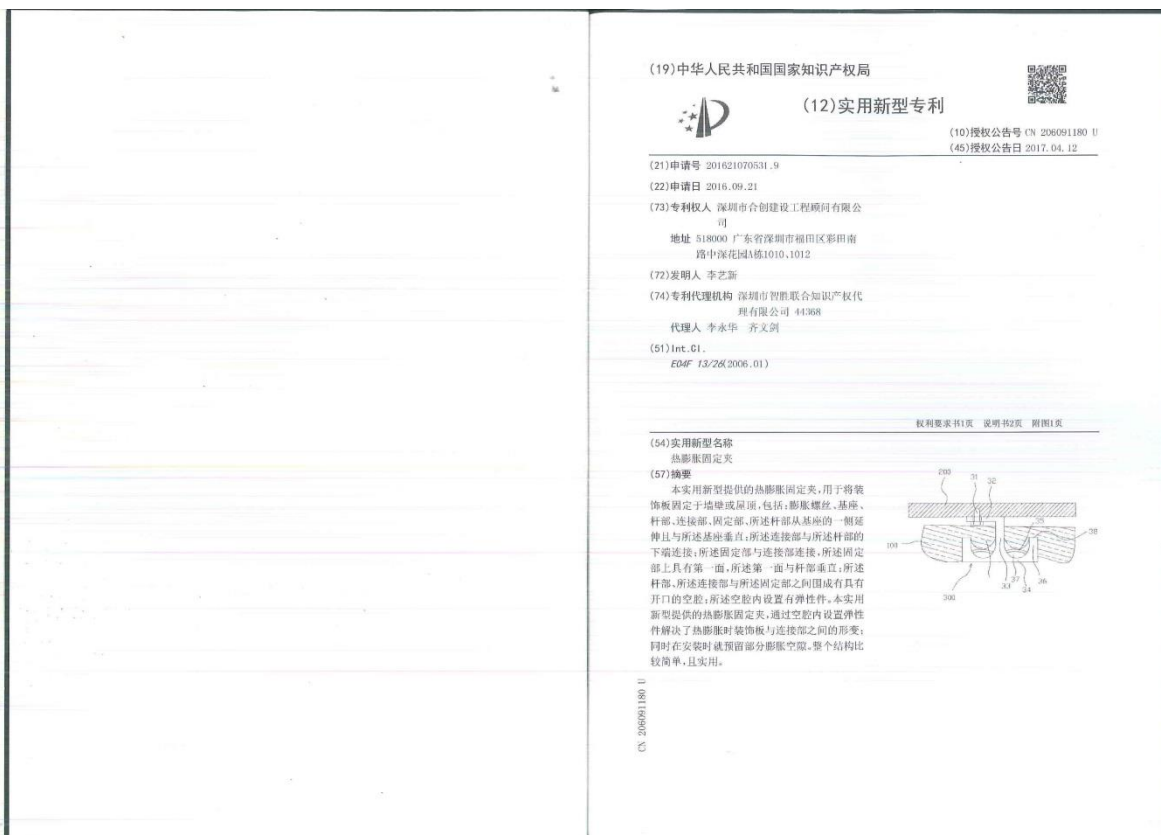 (19)中华人民共和国国家知识产权局
(12)实用新型专利
(10)授权公告号 CN 206091180 U
(45)授权公告日 2017.04.12
(21)申请号 201621070531.9
(22)申请日 2016.09.21
(73)专利权人 深圳市合创建设工程顾问有限公
司
地址 518000 广东省深圳市福田区彩田南
路中深花园A栋1010、1012
(72)发明人 李艺新
(74)专利代理机构 深圳市智胜联合知识产权代
理有限公司 44368
代理人 李永华 齐文剑
(51)Int.Cl.
E04F 13/26(2006.01)
权利要求书1页 说明书2页 附图1页
(54)实用新型名称
热膨胀固定夹
(57)摘要
本实用新型提供的热膨胀固定夹,用于将装
饰板固定于墙壁或屋顶,包括:膨胀螺丝、基座、
杆部、连接部、固定部、所述杆部从基座的一侧延
伸且与所述基座垂直;所述连接部与所述杆部的
下端连接;所述固定部与连接部连接,所述固定
部上具有第一面,所述第一面与杆部垂直;所述
杆部、所述连接部与所述固定部之间围成有具有
开口的空腔;所述空腔内设置有弹性件。本实用
新型提供的热膨胀固定夹,通过空腔内设置弹性
件解决了热膨胀时装饰板与连接部之间的形变;
同时在安装时就预留部分膨胀空隙。整个结构比
较简单,且实用。
200
31
32
35
38
100
33
37
34
36
300
CN 206091180 U